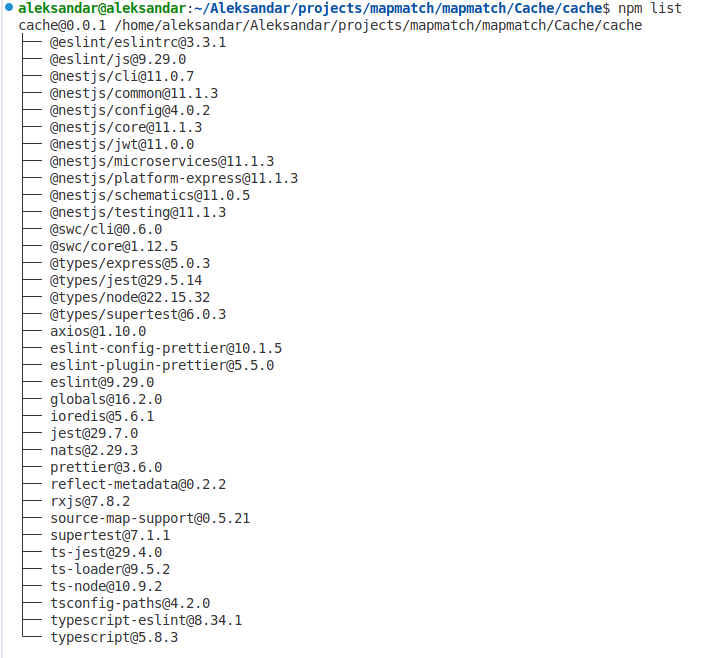 aleksandar@aleksandar:~/Aleksandar/projects/mapmatch/mapmatch/Cache/cache$ npm list
cache@0.0.1 /home/aleksandar/Aleksandar/projects/mapmatch/mapmatch/Cache/cache
├── @eslint/eslintrc@3.3.1
├── @eslint/js@9.29.0
├── @nestjs/cli@11.0.7
├── @nestjs/common@11.1.3
├── @nestjs/config@4.0.2
├── @nestjs/core@11.1.3
├── @nestjs/jwt@11.0.0
├── @nestjs/microservices@11.1.3
├── @nestjs/platform-express@11.1.3
├── @nestjs/schematics@11.0.5
├── @nestjs/testing@11.1.3
├── @swc/cli@0.6.0
├── @swc/core@1.12.5
├── @types/express@5.0.3
├── @types/jest@29.5.14
├── @types/node@22.15.32
├── @types/supertest@6.0.3
├── axios@1.10.0
├── eslint-config-prettier@10.1.5
├── eslint-plugin-prettier@5.5.0
├── eslint@9.29.0
├── globals@16.2.0
├── ioredis@5.6.1
├── jest@29.7.0
├── nats@2.29.3
├── prettier@3.6.0
├── reflect-metadata@0.2.2
├── rxjs@7.8.2
├── source-map-support@0.5.21
├── supertest@7.1.1
├── ts-jest@29.4.0
├── ts-loader@9.5.2
├── ts-node@10.9.2
├── tsconfig-paths@4.2.0
├── typescript-eslint@8.34.1
└── typescript@5.8.3